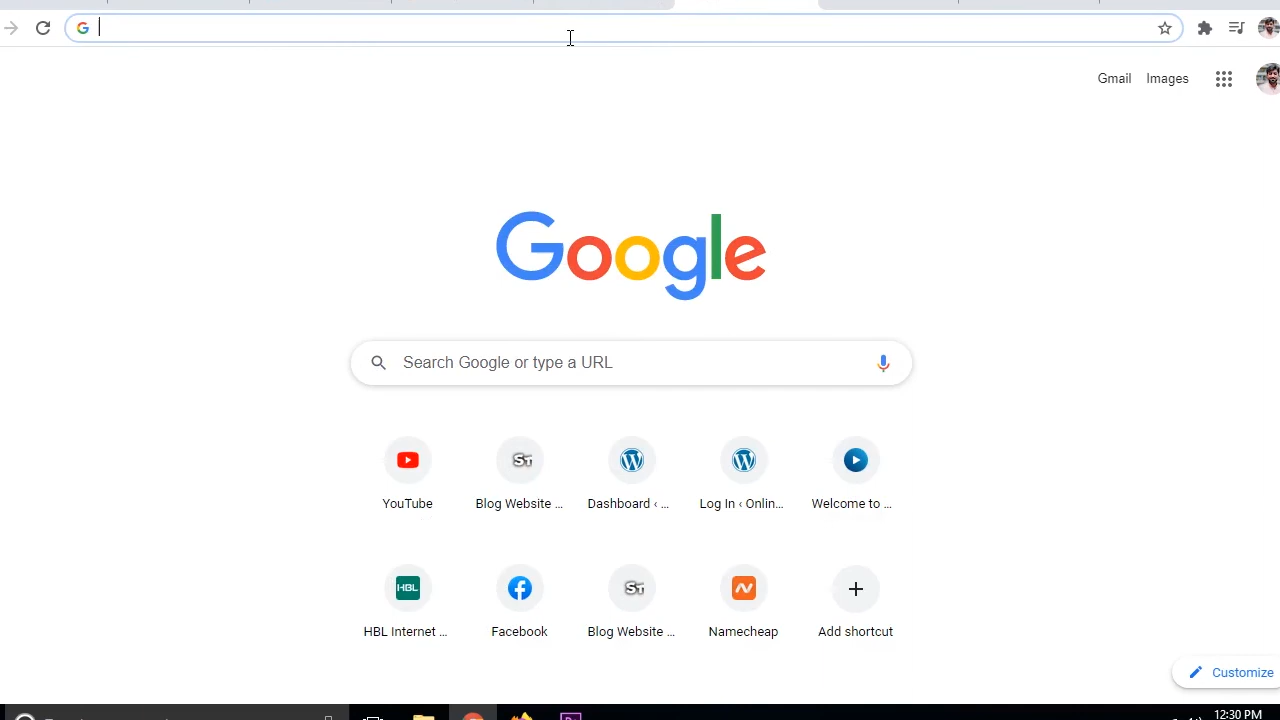 Gmail Images
Google
Search Google or type a URL
YouTube Blog Website ... Dashboard ‹ ... Log In ‹ Onlin... Welcome to ...
HBL
HBL Internet ... Facebook Blog Website ... Namecheap Add shortcut
Customize
12:30 PM